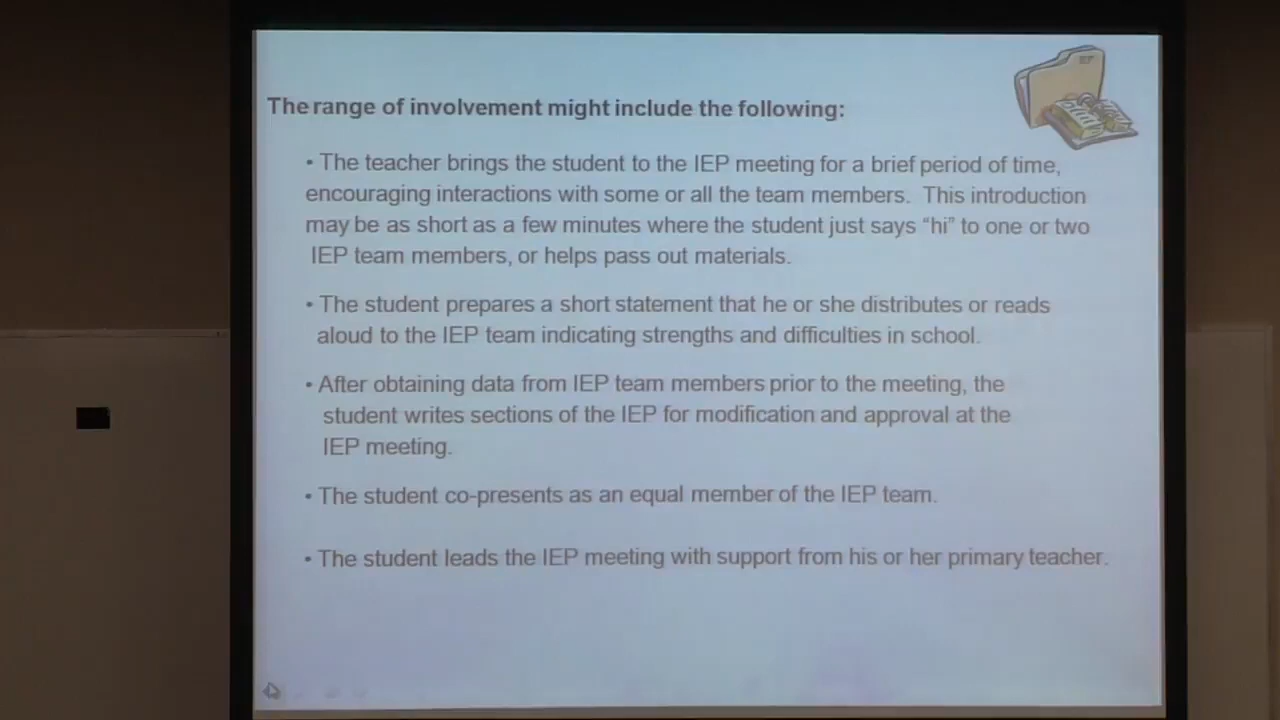 The range of involvement might include the following:
• The teacher brings the student to the IEP meeting for a brief period of time,
encouraging interactions with some or all the team members. This introduction
may be as short as a few minutes where the student just says “hi” to one or two
IEP team members, or helps pass out materials.
• The student prepares a short statement that he or she distributes or reads
aloud to the IEP team indicating strengths and difficulties in school.
• After obtaining data from IEP team members prior to the meeting, the
student writes sections of the IEP for modification and approval at the
IEP meeting.
• The student co-presents as an equal member of the IEP team.
• The student leads the IEP meeting with support from his or her primary teacher.